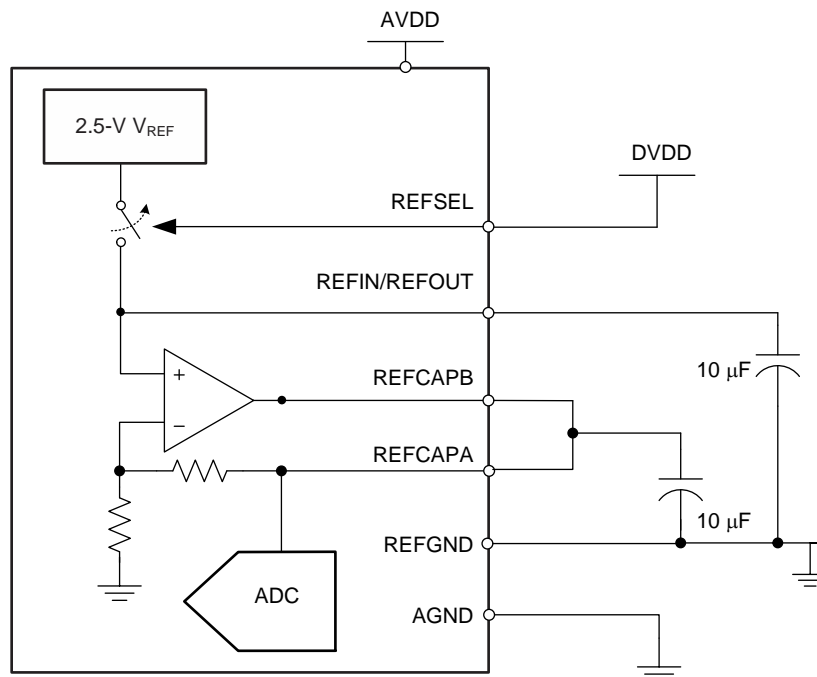 AVDD
2.5-V VREF
DVDD
REFSEL
REFIN/REFOUT
10 μF
+
REFCAPB
−
REFCAPA
10 μF
REFGND
ADC
AGND